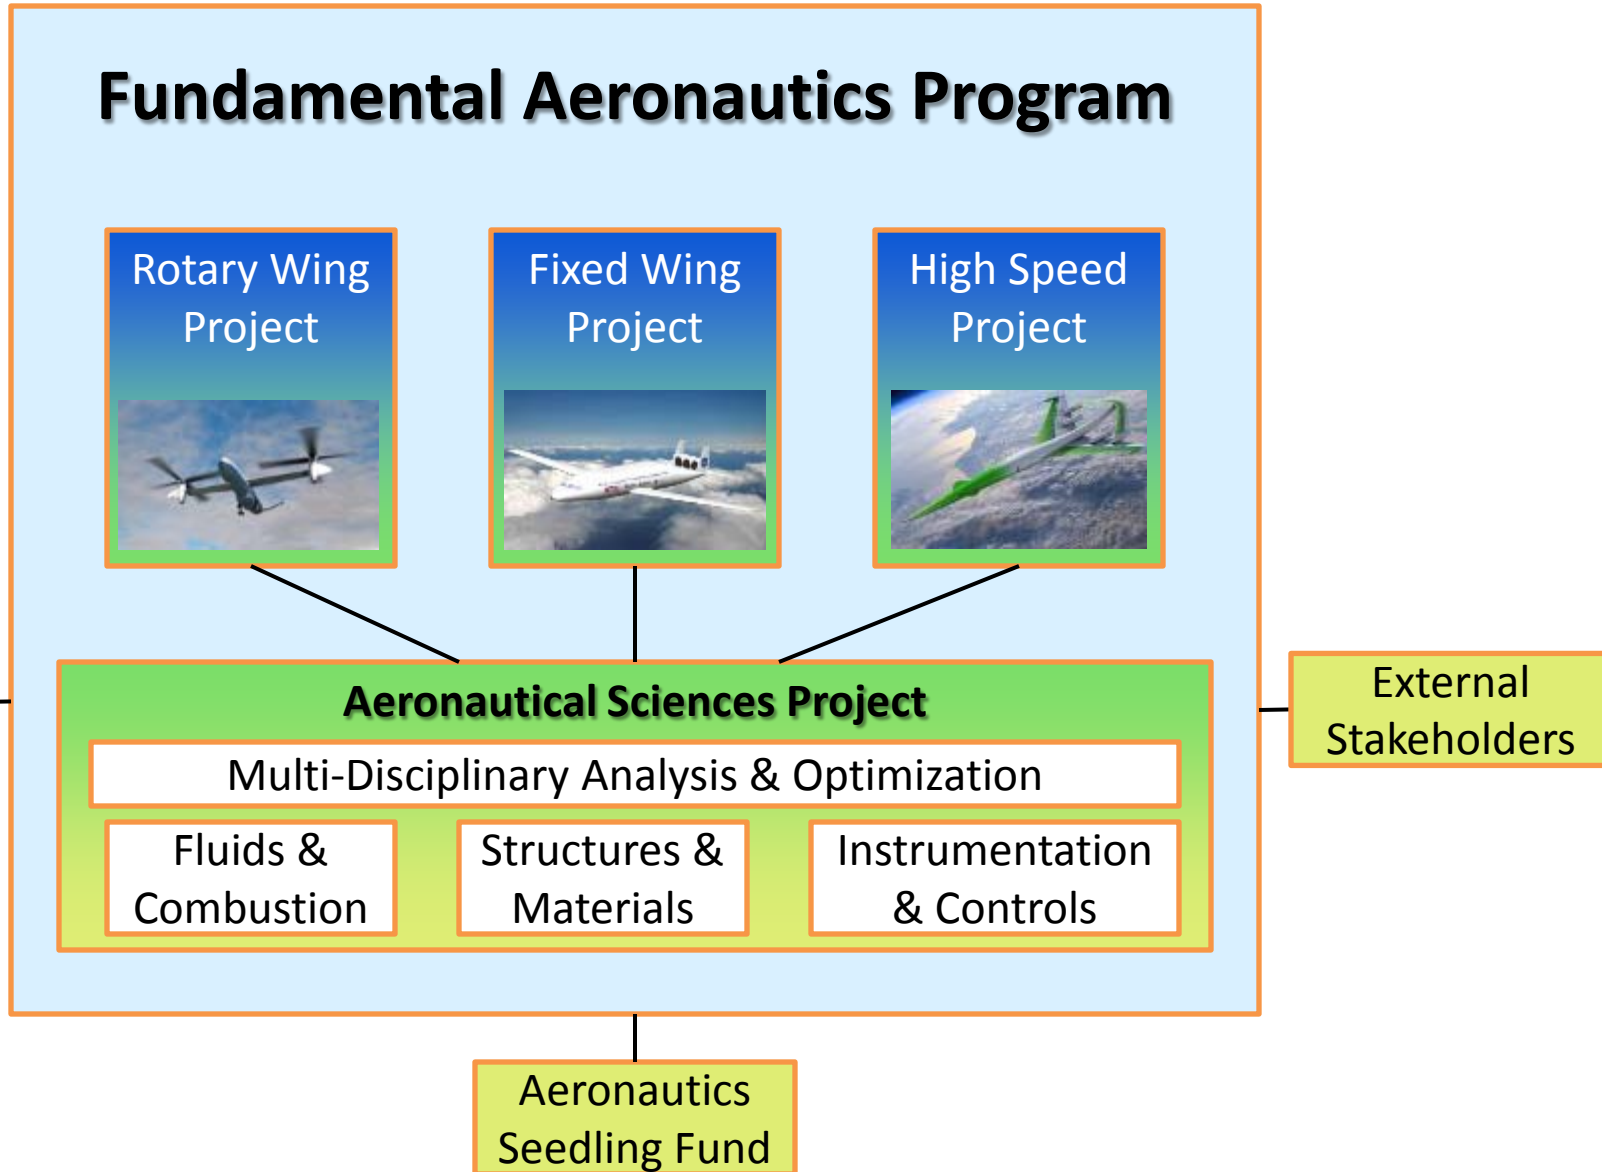 Fundamental Aeronautics Program
Rotary Wing
Project
Fixed Wing
Project
High Speed
Project
Aeronautical Sciences Project
Multi-Disciplinary Analysis & Optimization
Fluids &
Combustion
Structures &
Materials
Instrumentation
& Controls
External
Stakeholders
Aeronautics
Seedling Fund